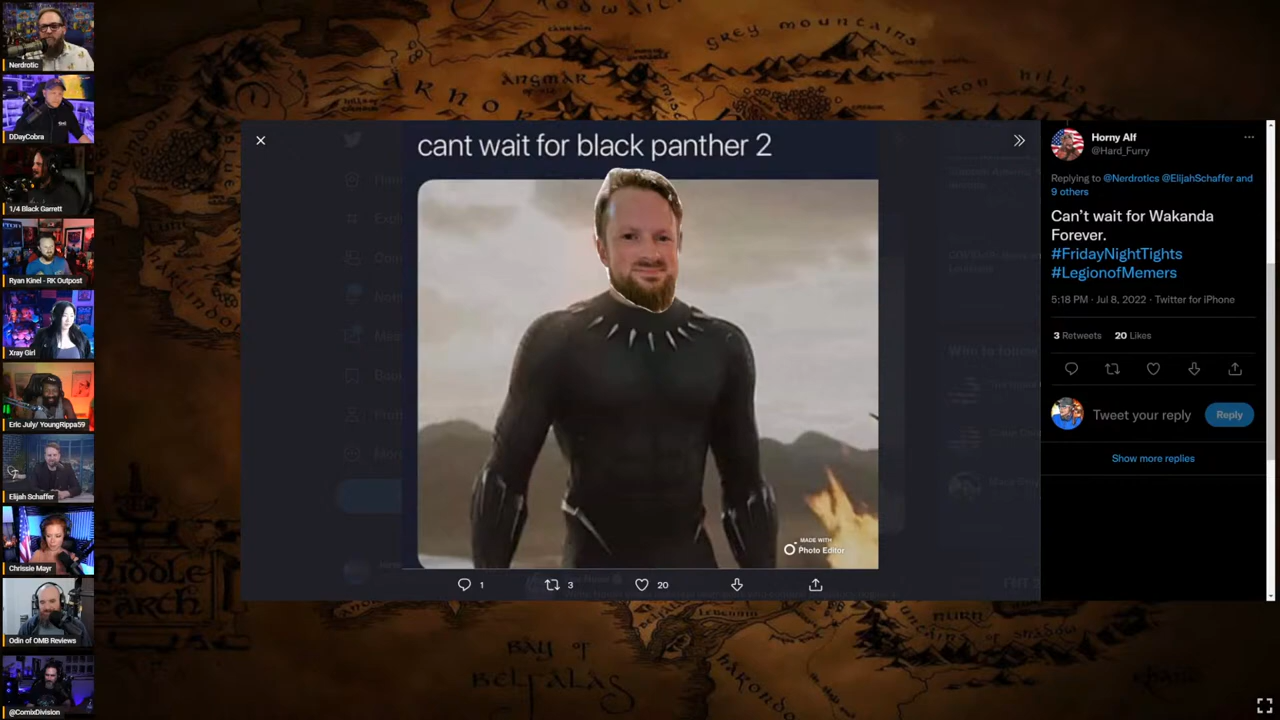 Nerdrotic
DDayCobra
1/4 Black Garrett
Ryan Kinel - RK Outpost
Xray Girl
Eric July/ YoungRippa59
Elijah Schaffer
Chrissie Mayr
Odin of OMB Reviews
@ComixDivision
GREY MOUNTAINS
ANGMAR
IRON HILLS
cant wait for black panther 2
MADE WITH
Photo Editor
1
3
20
Horny Alf
@Hard_Furry
Replying to @Nerdrotics @ElijahSchaffer and
9 others
Can't wait for Wakanda
Forever.
#FridayNightTights
#LegionofMemers
5:18 PM · Jul 8, 2022 · Twitter for iPhone
3 Retweets 20 Likes
Tweet your reply
Reply
Show more replies
MIDDLE
EARTH
BAY OF
BELFALAS